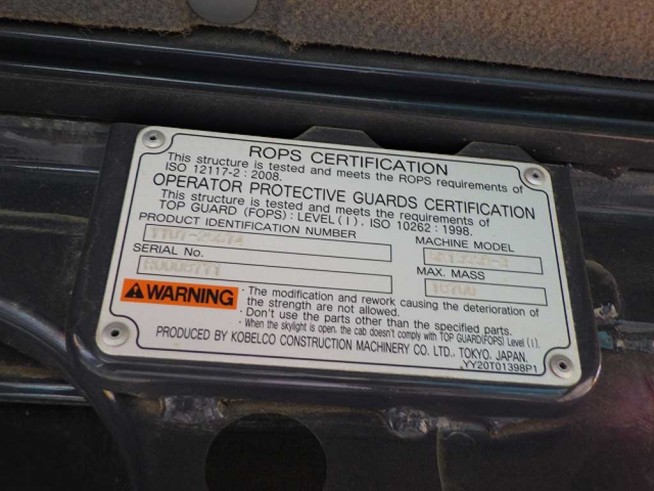 ROPS CERTIFICATION
This structure is tested and meets the ROPS requirements of
ISO 12117-2 : 2008.
OPERATOR PROTECTIVE GUARDS CERTIFICATION
This structure is tested and meets the requirements of
TOP GUARD (FOPS) : LEVEL (I), ISO 10262 : 1998.
PRODUCT IDENTIFICATION NUMBER
MACHINE MODEL
SERIAL No.
MAX. MASS
WARNING
· The modification and rework causing the deterioration of
the strength are not allowed.
· Don't use the parts other than the specified parts.
· When the skylight is open, the cab doesn't comply with TOP GUARD(FOPS) Level (I).
PRODUCED BY KOBELCO CONSTRUCTION MACHINERY CO. LTD., TOKYO, JAPAN.
YY20T01398P1